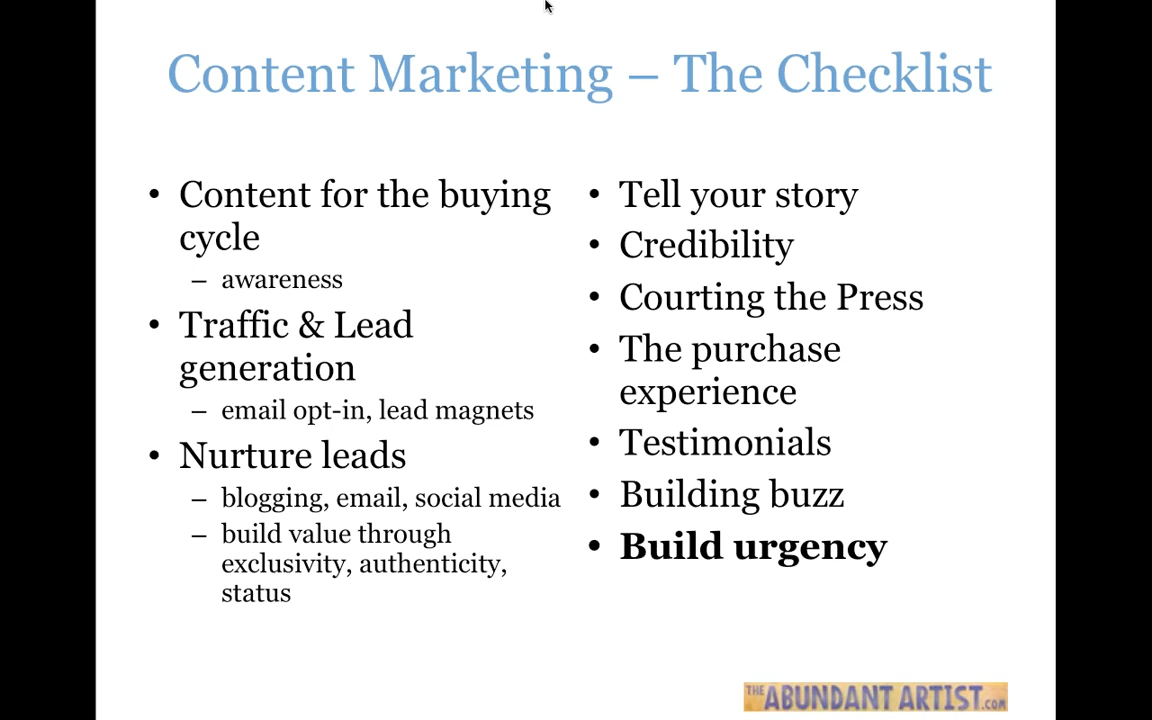 Content Marketing – The Checklist
• Content for the buying
cycle
– awareness
• Traffic & Lead
generation
– email opt-in, lead magnets
• Nurture leads
– blogging, email, social media
– build value through
exclusivity, authenticity,
status
• Tell your story
• Credibility
• Courting the Press
• The purchase
experience
• Testimonials
• Building buzz
• Build urgency
THE ABUNDANT ARTIST.com